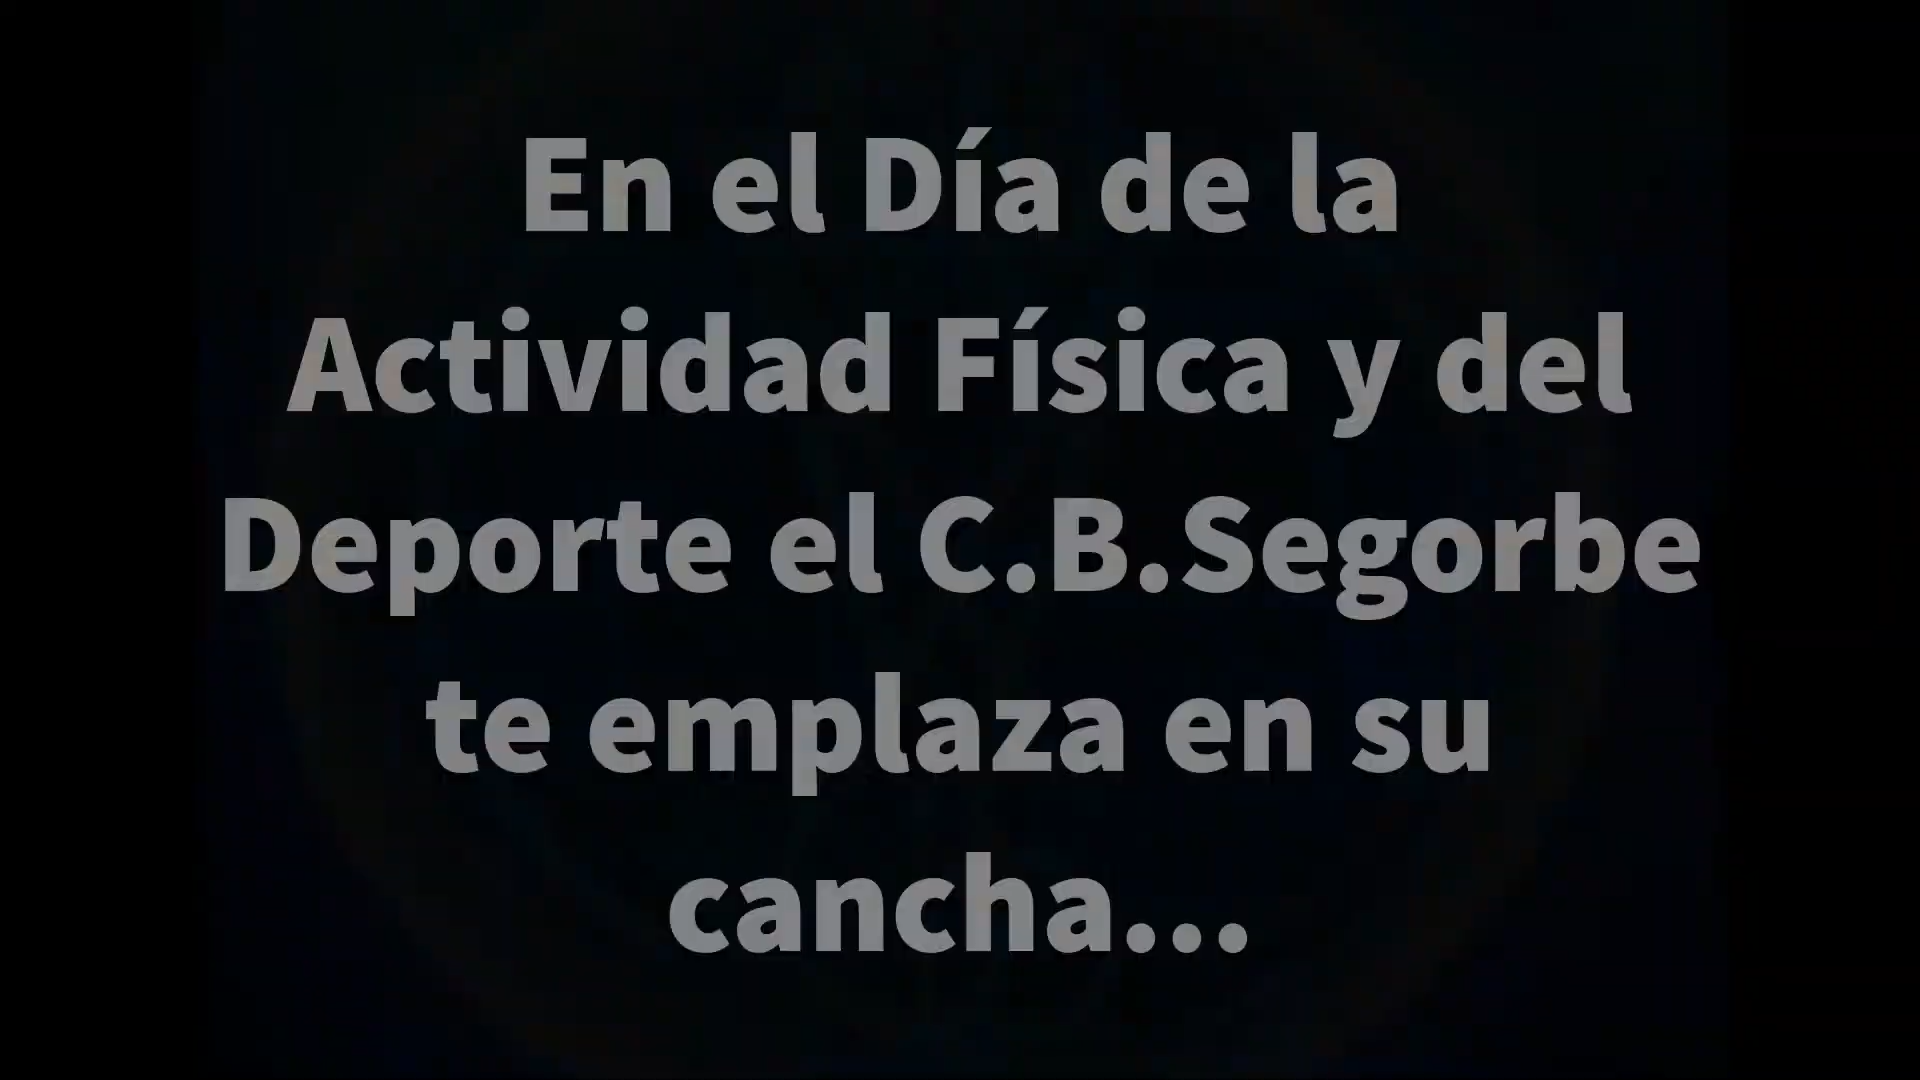 En el Día de la
Actividad Física y del
Deporte el C.B.Segorbe
te emplaza en su
cancha...